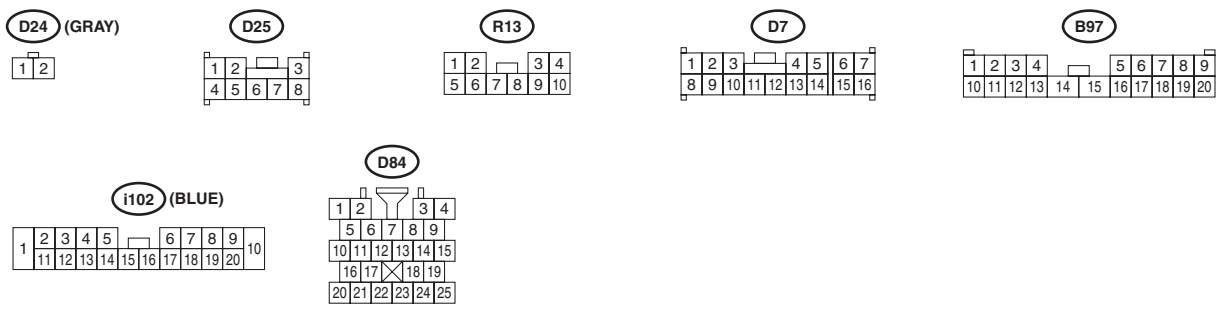 D24 (GRAY) D25 R13 D7 B97
1 2
1 2 3
4 5 6 7 8
1 2 3 4
5 6 7 8 9 10
1 2 3 4 5 6 7
8 9 10 11 12 13 14 15 16
1 2 3 4 5 6 7 8 9
10 11 12 13 14 15 16 17 18 19 20
i102 (BLUE)
1 2 3 4 5 6 7 8 9 10
11 12 13 14 15 16 17 18 19 20
D84
1 2 3 4
5 6 7 8 9
10 11 12 13 14 15
16 17 18 19
20 21 22 23 24 25